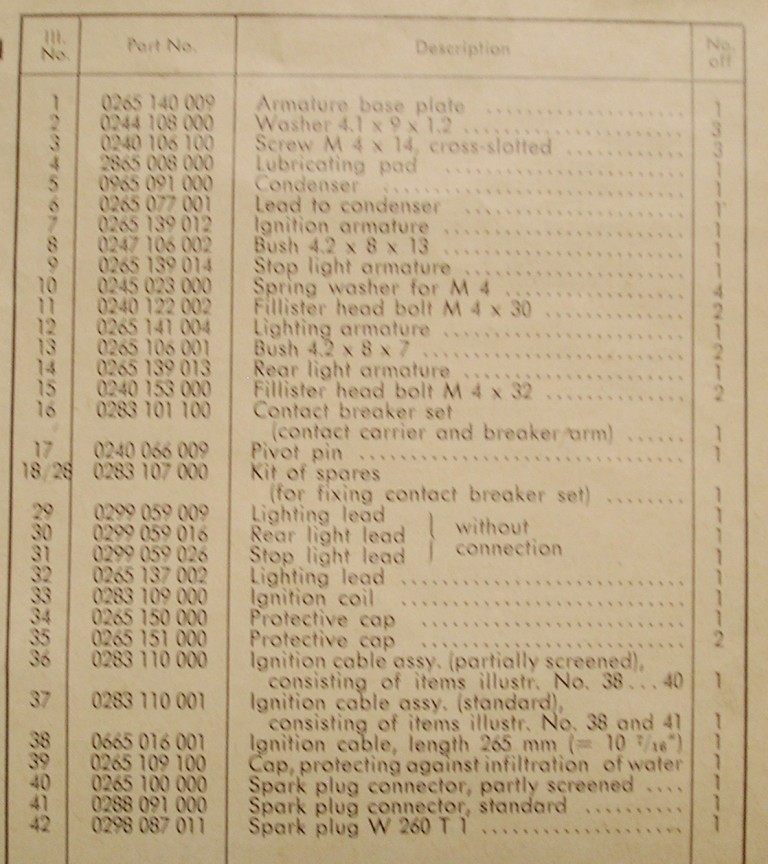 Ill. No. Part No. Description No. off
1 0265 140 009 Armature base plate .................... 1
2 0244 108 000 Washer 4.1 x 9 x 1.2 .................... 3
3 0240 106 100 Screw M 4 x 14, cross-slotted ............ 3
4 2865 008 000 Lubricating pad .................... 1
5 0965 091 000 Condenser .................... 1
6 0265 077 001 Lead to condenser .................... 1
7 0265 139 012 Ignition armature .................... 1
8 0247 106 002 Bush 4.2 x 8 x 13 .................... 1
9 0265 139 014 Stop light armature .................... 1
10 0245 023 000 Spring washer for M 4 ................ 4
11 0240 122 002 Fillister head bolt M 4 x 30 ............ 2
12 0265 141 004 Lighting armature .................... 1
13 0265 106 001 Bush 4.2 x 8 x 7 .................... 2
14 0265 139 013 Rear light armature .................... 1
15 0240 153 000 Fillister head bolt M 4 x 32 ............ 2
16 0283 101 100 Contact breaker set
(contact carrier and breaker arm) ...... 1
17 0240 066 009 Pivot pin .................... 1
18/28 0283 107 000 Kit of spares
(for fixing contact breaker set) ........ 1
29 0299 059 009 Lighting lead 1
30 0299 059 016 Rear light lead } without 1
31 0299 059 026 Stop light lead } connection 1
32 0265 137 002 Lighting lead .................... 1
33 0283 109 000 Ignition coil .................... 1
34 0265 150 000 Protective cap .................... 1
35 0265 151 000 Protective cap .................... 2
36 0283 110 000 Ignition cable assy. (partially screened),
consisting of items illustr. No. 38...40 1
37 0283 110 001 Ignition cable assy. (standard),
consisting of items illustr. No. 38 and 41 1
38 0665 016 001 Ignition cable, length 265 mm (= 10 7/16") 1
39 0265 109 100 Cap, protecting against infiltration of water 1
40 0265 100 000 Spark plug connector, partly screened .... 1
41 0288 091 000 Spark plug connector, standard .......... 1
42 0298 087 011 Spark plug W 260 T 1 .................... 1